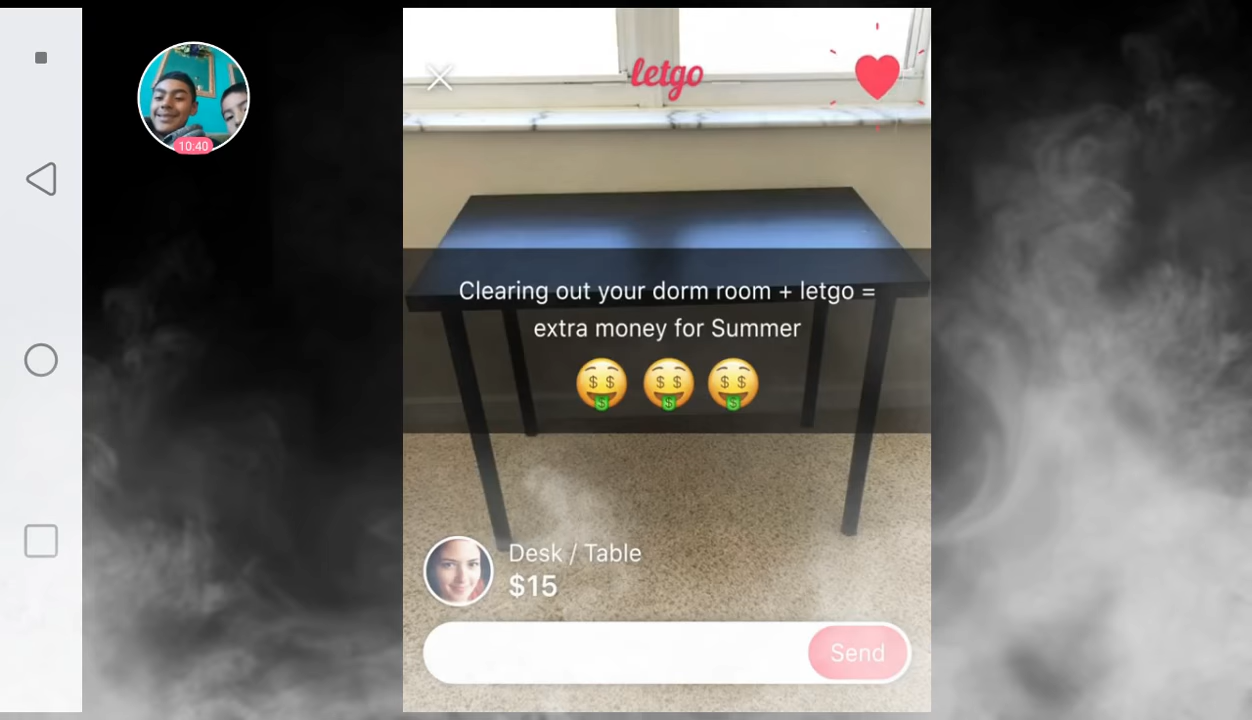 letgo
10:40
Clearing out your dorm room + letgo =
extra money for Summer
Desk / Table
$15
Send